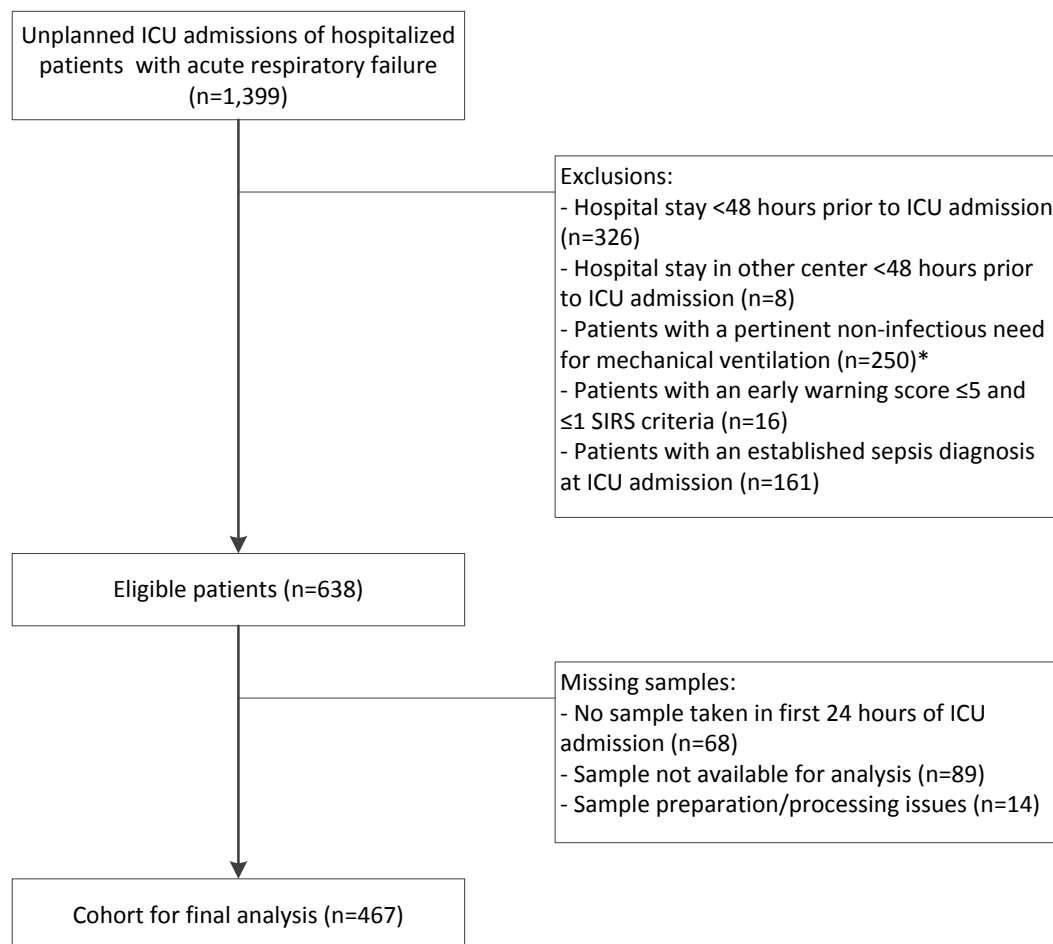 Unplanned ICU admissions of hospitalized
patients with acute respiratory failure
(n=1,399)
Exclusions:
- Hospital stay <48 hours prior to ICU admission
(n=326)
- Hospital stay in other center <48 hours prior
to ICU admission (n=8)
- Patients with a pertinent non-infectious need
for mechanical ventilation (n=250)*
- Patients with an early warning score ≤5 and
≤1 SIRS criteria (n=16)
- Patients with an established sepsis diagnosis
at ICU admission (n=161)
Eligible patients (n=638)
Missing samples:
- No sample taken in first 24 hours of ICU
admission (n=68)
- Sample not available for analysis (n=89)
- Sample preparation/processing issues (n=14)
Cohort for final analysis (n=467)